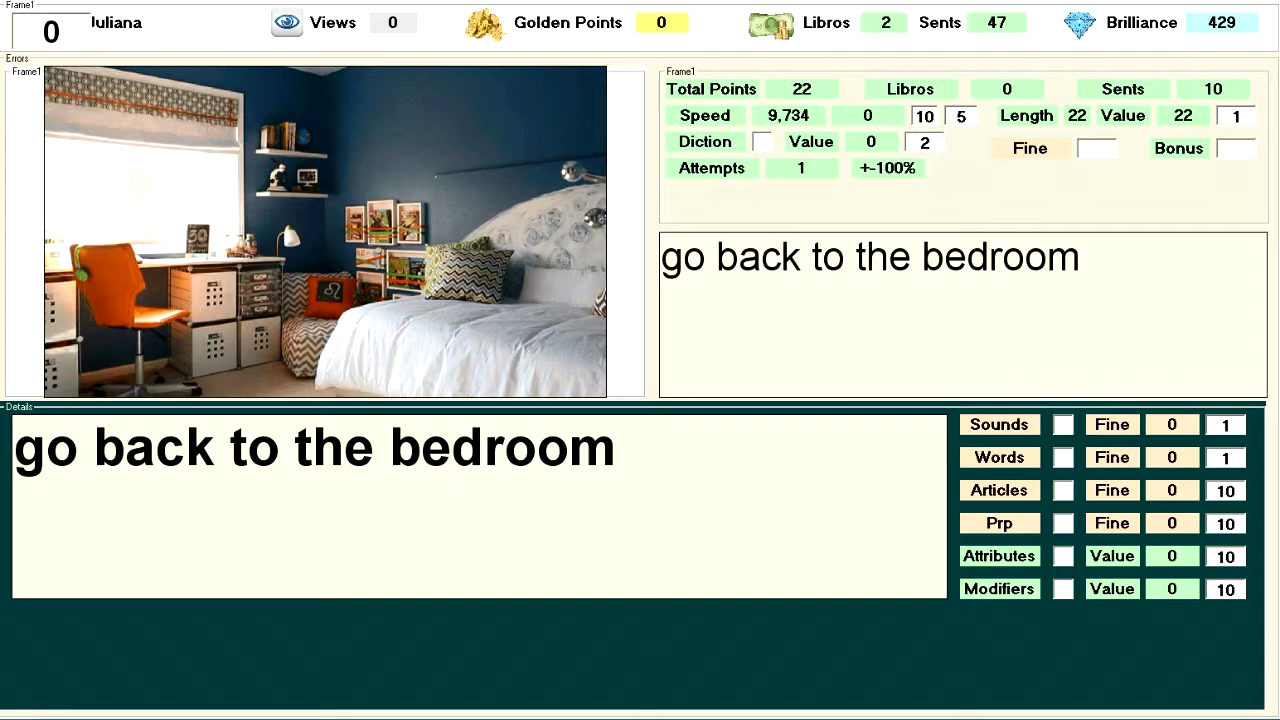 Frame1
0 Iuliana Views 0 Golden Points 0 Libros 2 Sents 47 Brilliance 429
Errors
Frame1
30
Frame1
Total Points 22 Libros 0 Sents 10
Speed 9,734 0 10 5 Length 22 Value 22 1
Diction Value 0 2 Fine Bonus
Attempts 1 +-100%
go back to the bedroom
Details
go back to the bedroom
Sounds Fine 0 1
Words Fine 0 1
Articles Fine 0 10
Prp Fine 0 10
Attributes Value 0 10
Modifiers Value 0 10